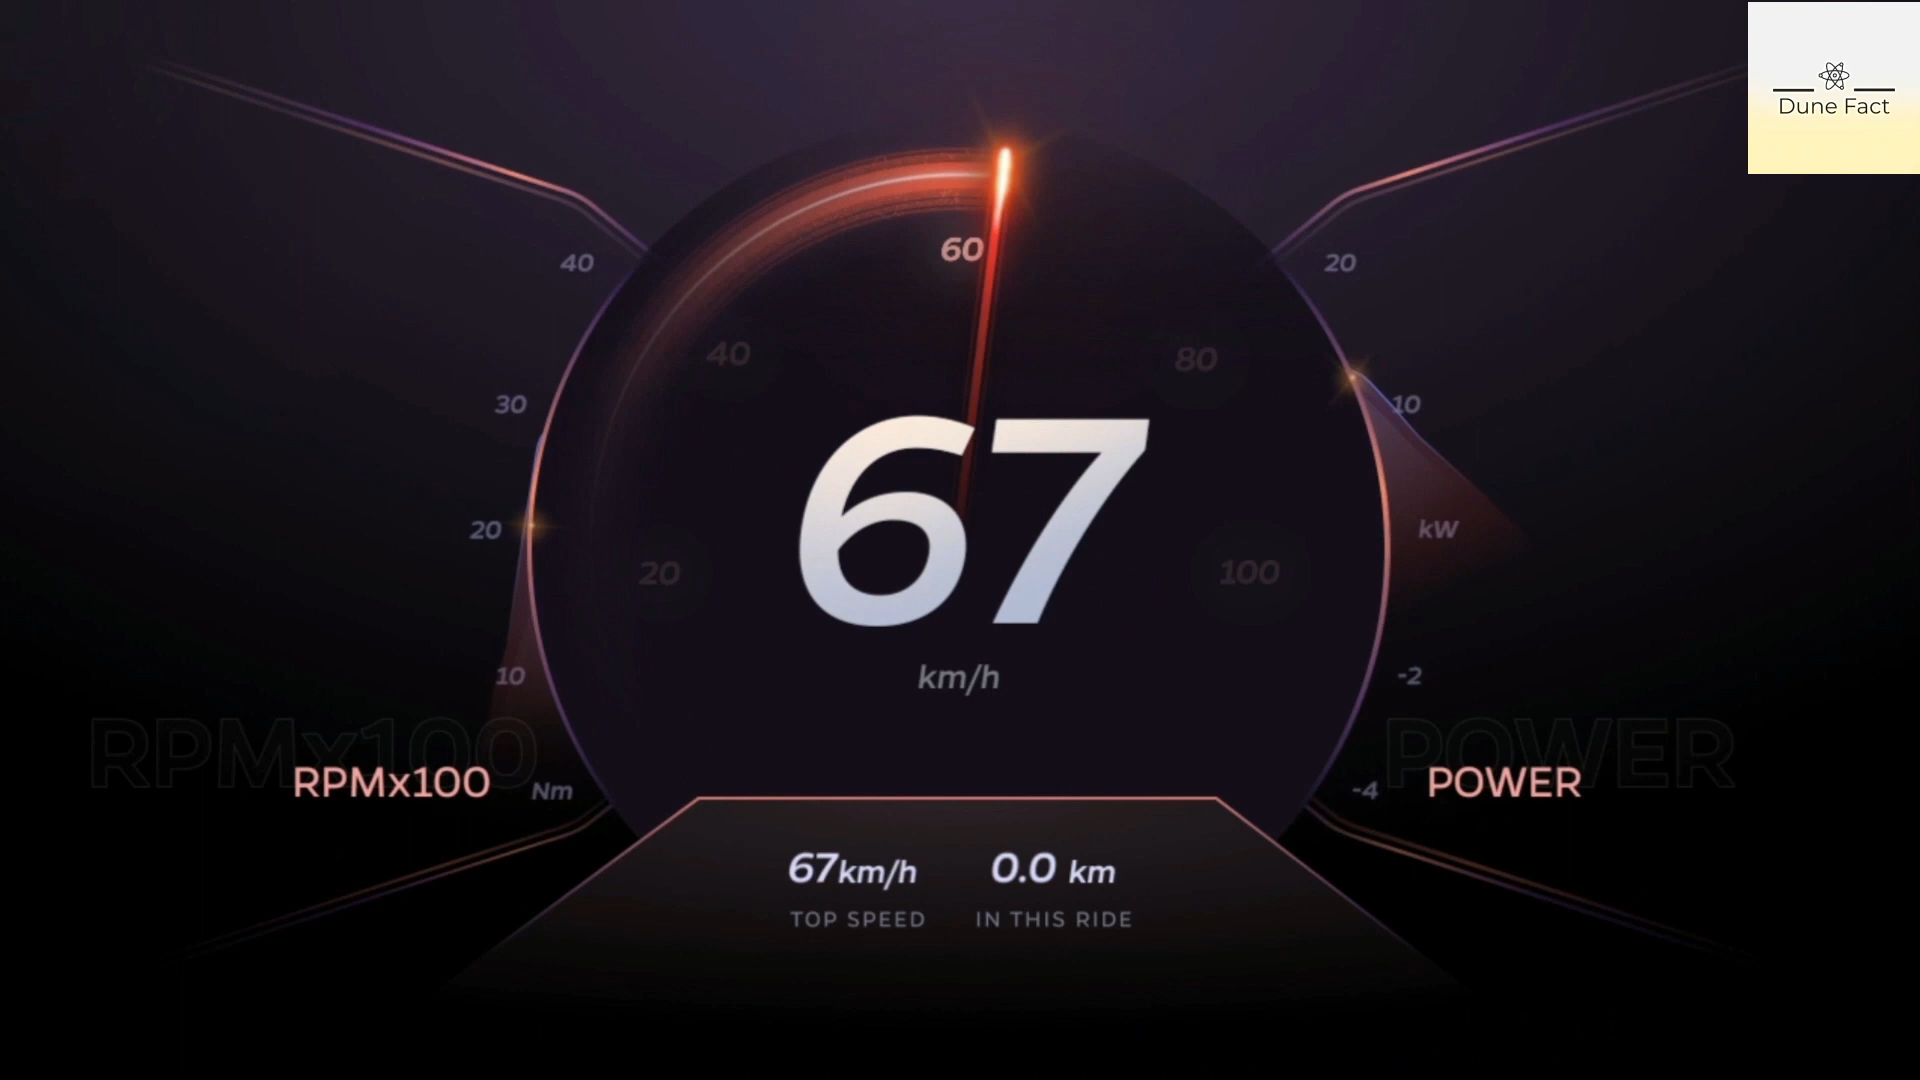 Dune Fact
40
30
20
10
Nm
RPMx100
RPMx100
60
40
80
20
100
67
km/h
20
10
kW
-2
-4
POWER
POWER
67km/h
TOP SPEED
0.0 km
IN THIS RIDE